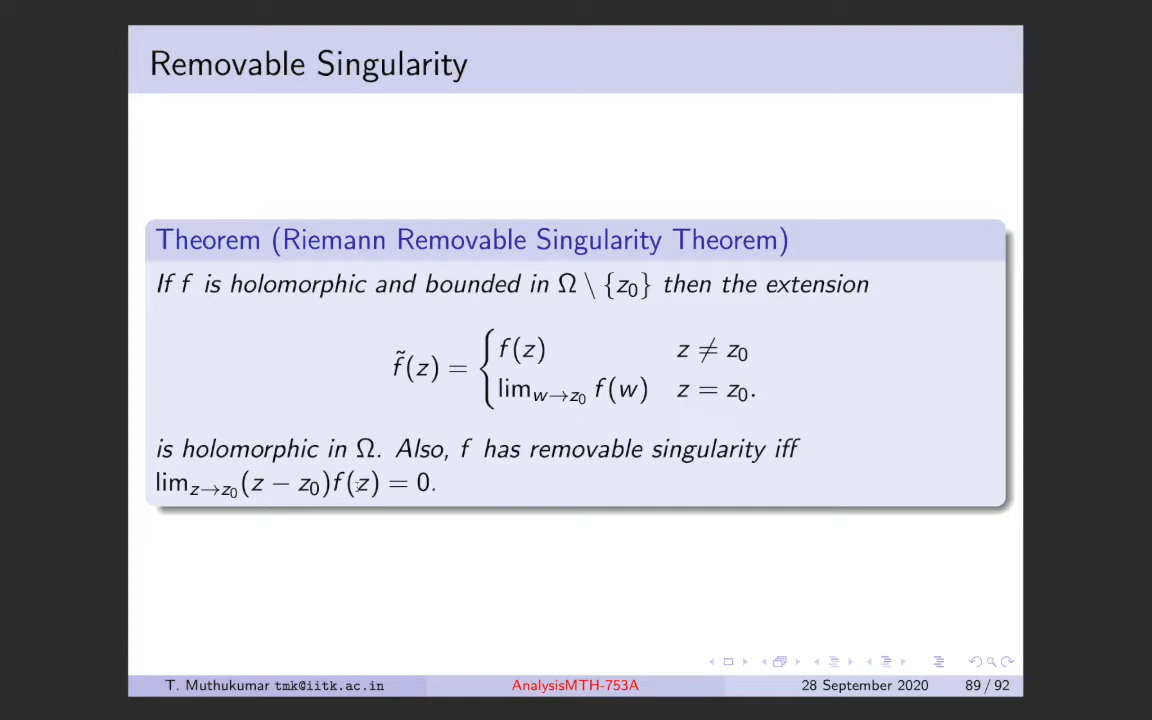 Removable Singularity
Theorem (Riemann Removable Singularity Theorem)
If f is holomorphic and bounded in Ω \ {z₀} then the extension
f̃(z) = { f(z) z ≠ z₀
lim_{w→z₀} f(w) z = z₀.
is holomorphic in Ω. Also, f has removable singularity iff
lim_{z→z₀}(z − z₀)f(z) = 0.
T. Muthukumar tmk@iitk.ac.in AnalysisMTH-753A 28 September 2020 89 / 92